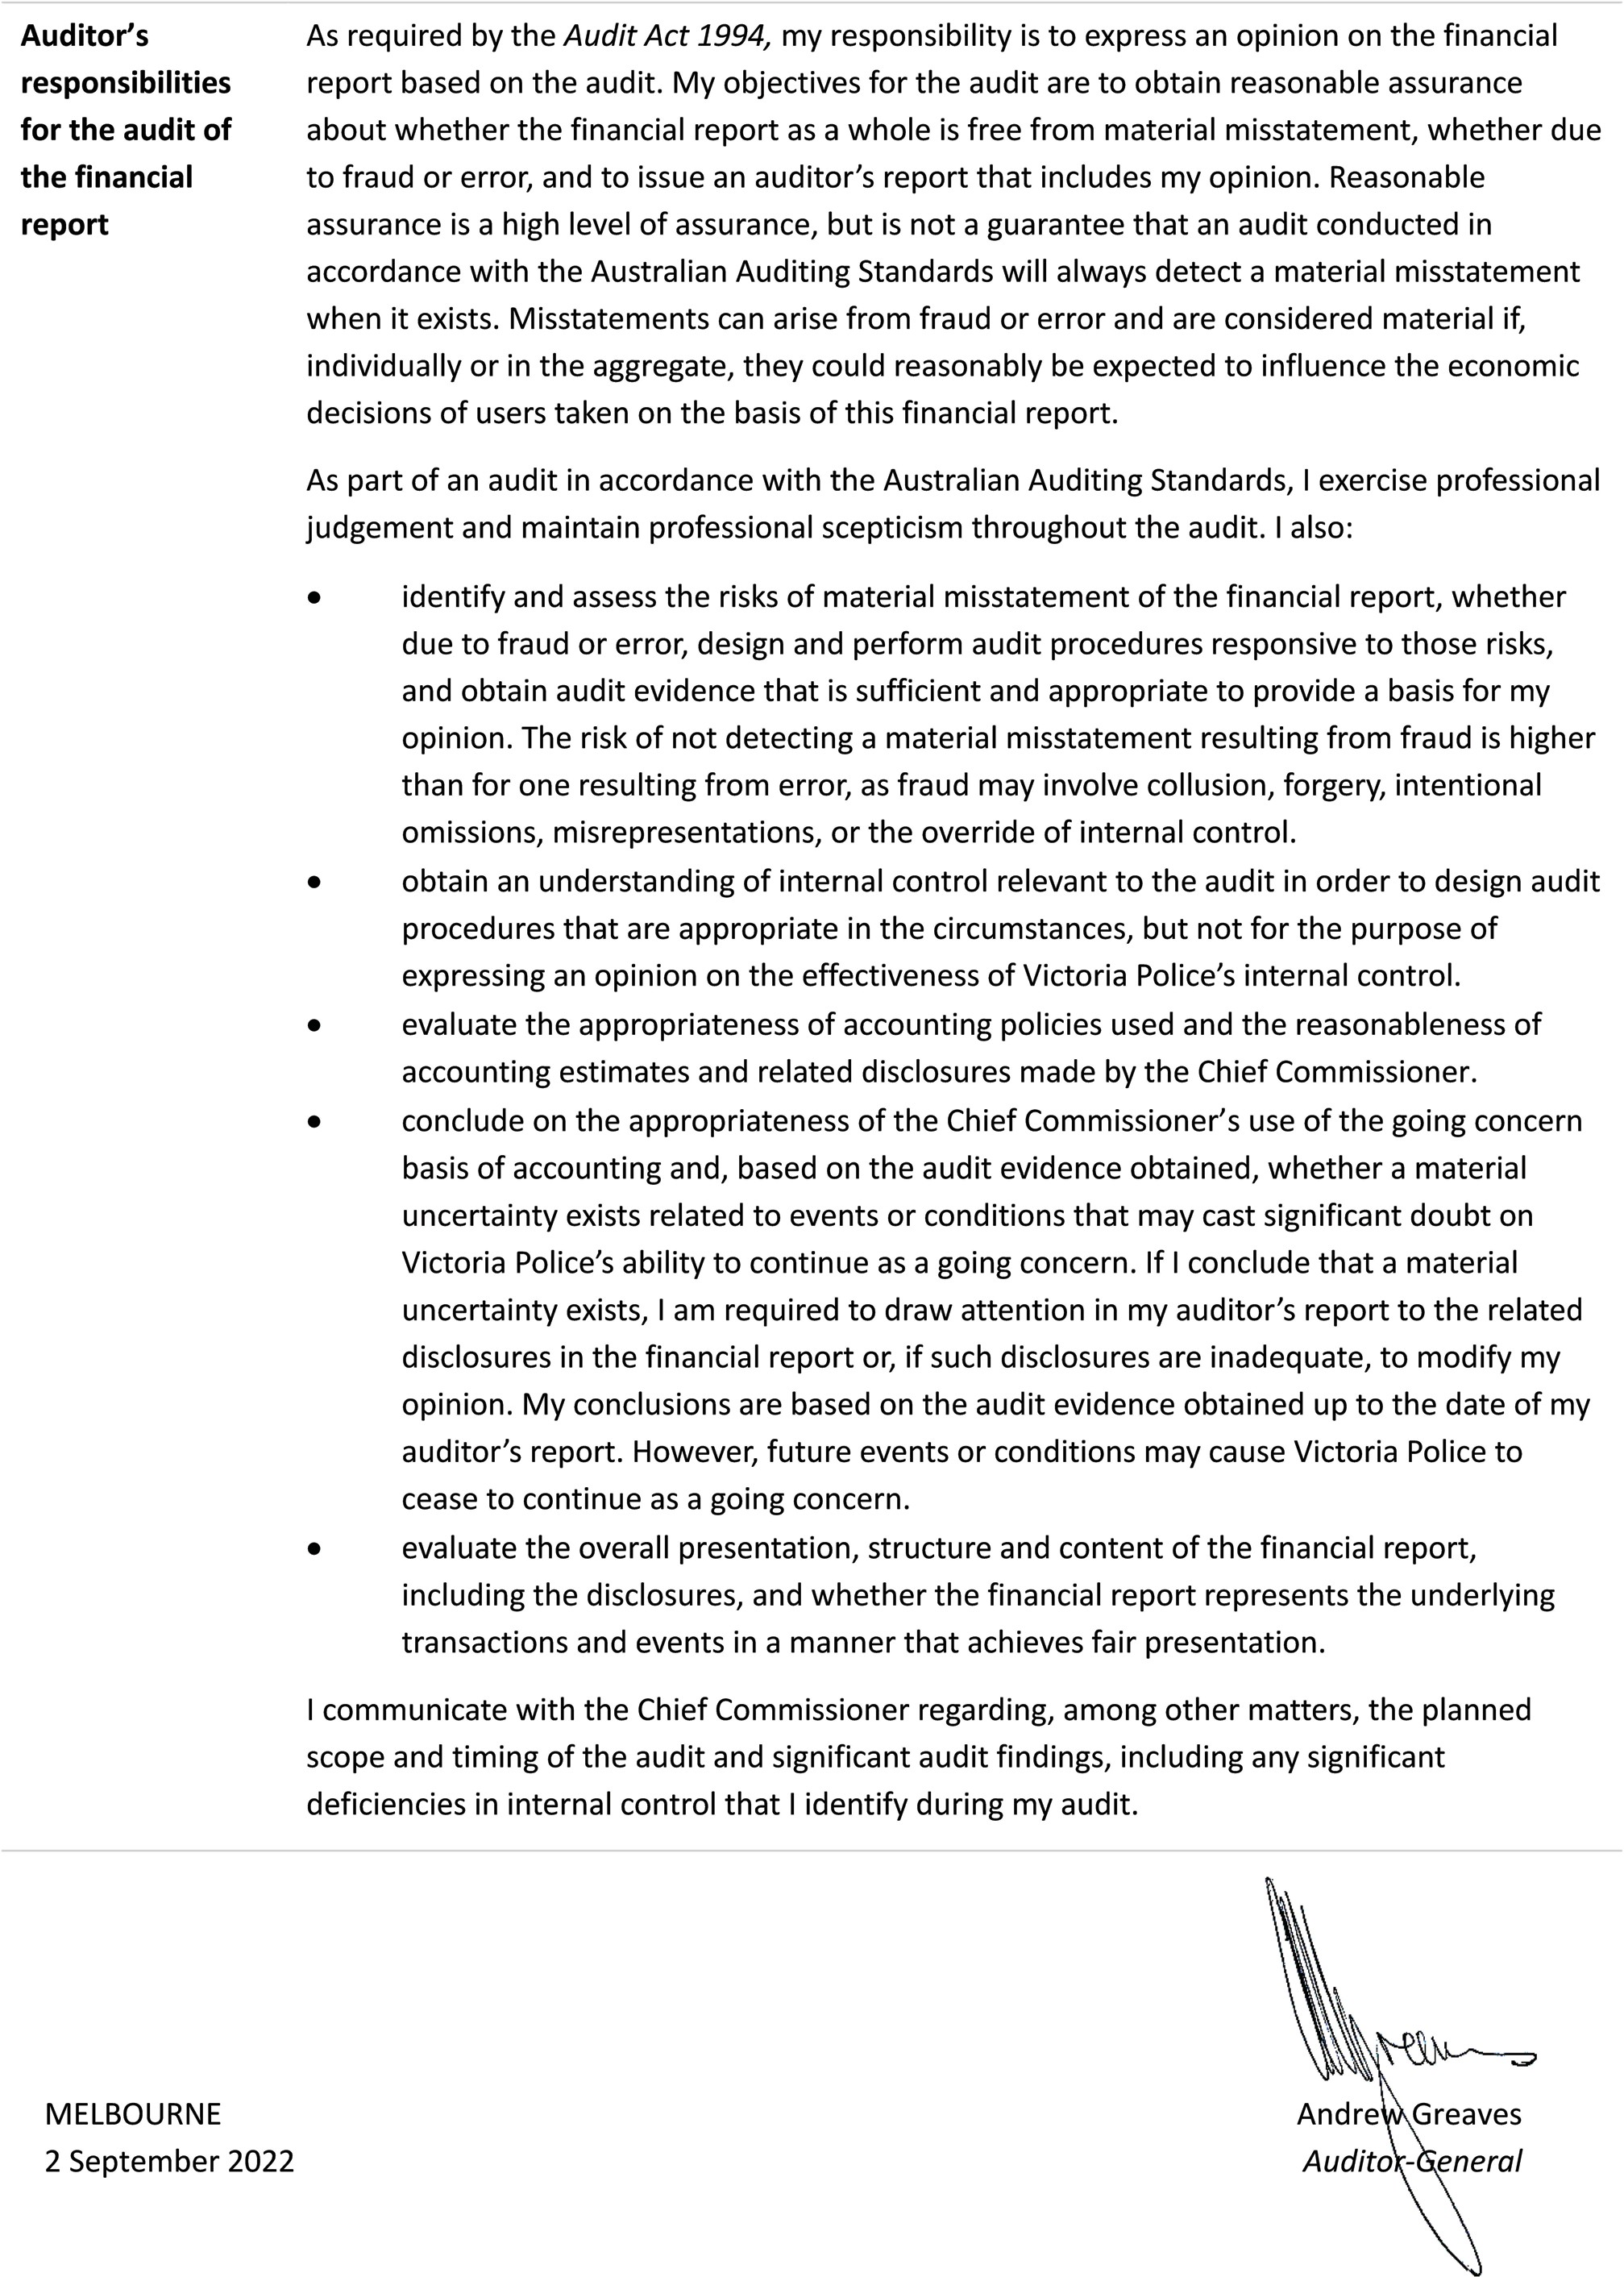 Auditor's
responsibilities
for the audit of
the financial
report
As required by the Audit Act 1994, my responsibility is to express an opinion on the financial
report based on the audit. My objectives for the audit are to obtain reasonable assurance
about whether the financial report as a whole is free from material misstatement, whether due
to fraud or error, and to issue an auditor's report that includes my opinion. Reasonable
assurance is a high level of assurance, but is not a guarantee that an audit conducted in
accordance with the Australian Auditing Standards will always detect a material misstatement
when it exists. Misstatements can arise from fraud or error and are considered material if,
individually or in the aggregate, they could reasonably be expected to influence the economic
decisions of users taken on the basis of this financial report.
As part of an audit in accordance with the Australian Auditing Standards, I exercise professional
judgement and maintain professional scepticism throughout the audit. I also:
• identify and assess the risks of material misstatement of the financial report, whether
due to fraud or error, design and perform audit procedures responsive to those risks,
and obtain audit evidence that is sufficient and appropriate to provide a basis for my
opinion. The risk of not detecting a material misstatement resulting from fraud is higher
than for one resulting from error, as fraud may involve collusion, forgery, intentional
omissions, misrepresentations, or the override of internal control.
• obtain an understanding of internal control relevant to the audit in order to design audit
procedures that are appropriate in the circumstances, but not for the purpose of
expressing an opinion on the effectiveness of Victoria Police's internal control.
• evaluate the appropriateness of accounting policies used and the reasonableness of
accounting estimates and related disclosures made by the Chief Commissioner.
• conclude on the appropriateness of the Chief Commissioner's use of the going concern
basis of accounting and, based on the audit evidence obtained, whether a material
uncertainty exists related to events or conditions that may cast significant doubt on
Victoria Police's ability to continue as a going concern. If I conclude that a material
uncertainty exists, I am required to draw attention in my auditor's report to the related
disclosures in the financial report or, if such disclosures are inadequate, to modify my
opinion. My conclusions are based on the audit evidence obtained up to the date of my
auditor's report. However, future events or conditions may cause Victoria Police to
cease to continue as a going concern.
• evaluate the overall presentation, structure and content of the financial report,
including the disclosures, and whether the financial report represents the underlying
transactions and events in a manner that achieves fair presentation.
I communicate with the Chief Commissioner regarding, among other matters, the planned
scope and timing of the audit and significant audit findings, including any significant
deficiencies in internal control that I identify during my audit.
MELBOURNE
2 September 2022
Andrew Greaves
Auditor-General